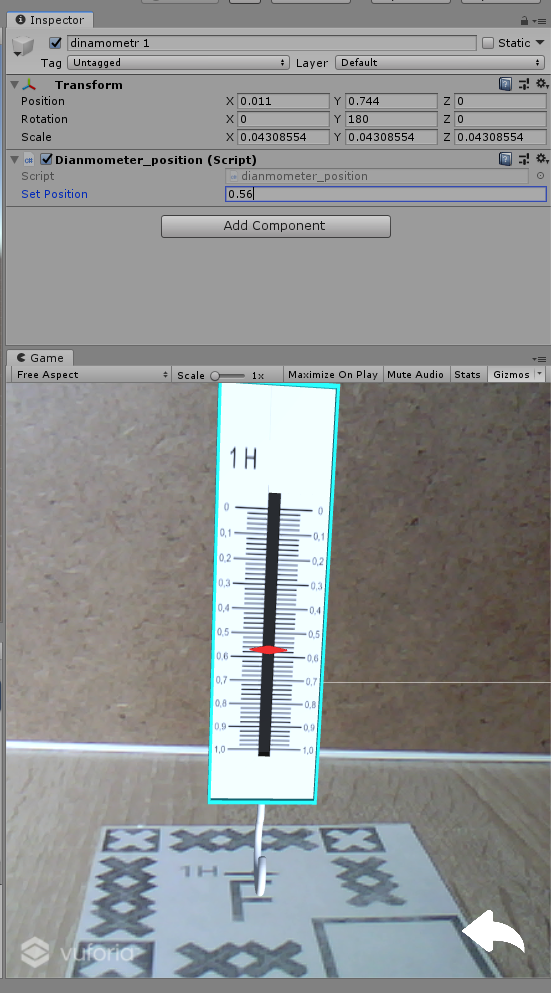 Inspector
dinamometr 1
Static
Tag Untagged Layer Default
Transform
Position X 0.011 Y 0.744 Z 0
Rotation X 0 Y 180 Z 0
Scale X 0.04308554 Y 0.04308554 Z 0.04308554
Dianmometer_position (Script)
Script dianmometer_position
Set Position 0.56
Add Component
Game
Free Aspect Scale 1x Maximize On Play Mute Audio Stats Gizmos
1 Н
0 0
0,1 0,1
0,2 0,2
0,3 0,3
0,4 0,4
0,5 0,5
0,6 0,6
0,7 0,7
0,8 0,8
0,9 0,9
1,0 1,0
1Н
F
vuforia